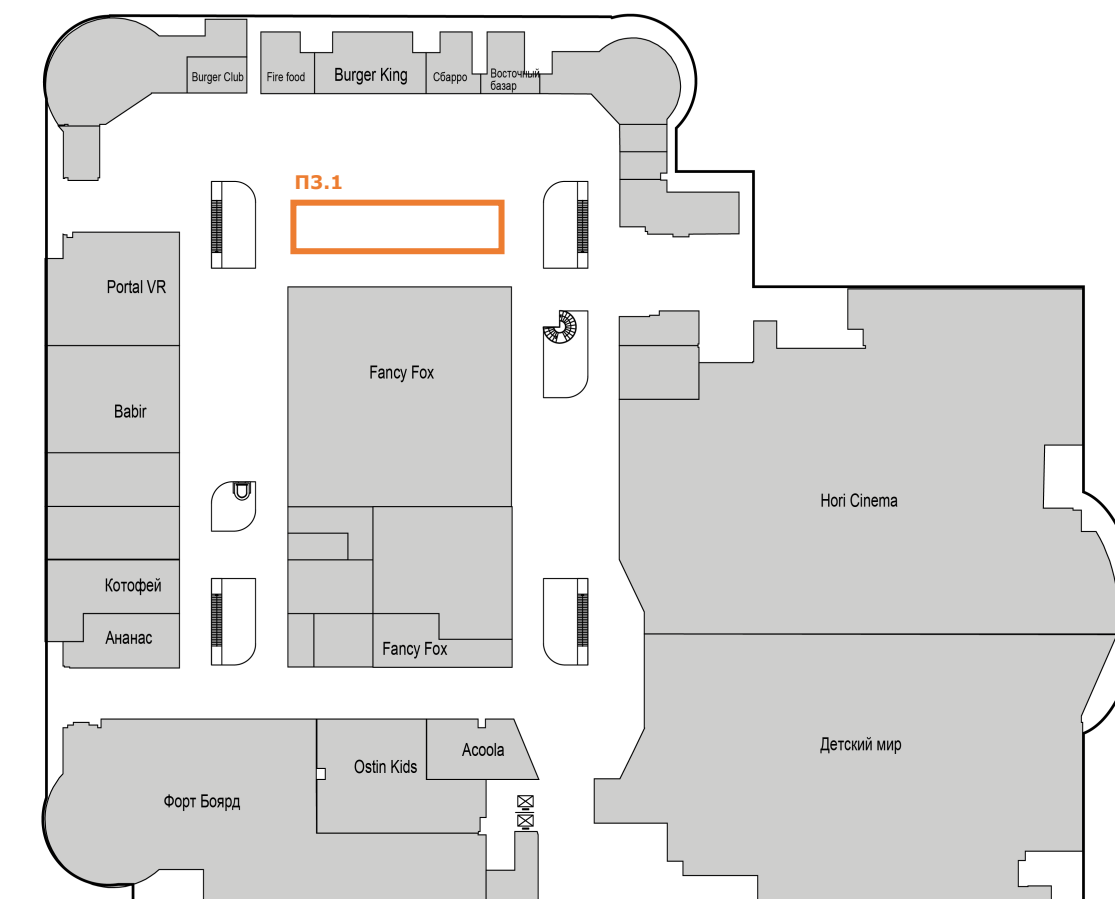 Burger Club
Fire food
Burger King
Сбарро
Восточный
базар
П3.1
Portal VR
Fancy Fox
Babir
Hori Cinema
Котофей
Ананас
Fancy Fox
Детский мир
Acoola
Ostin Kids
Форт Боярд